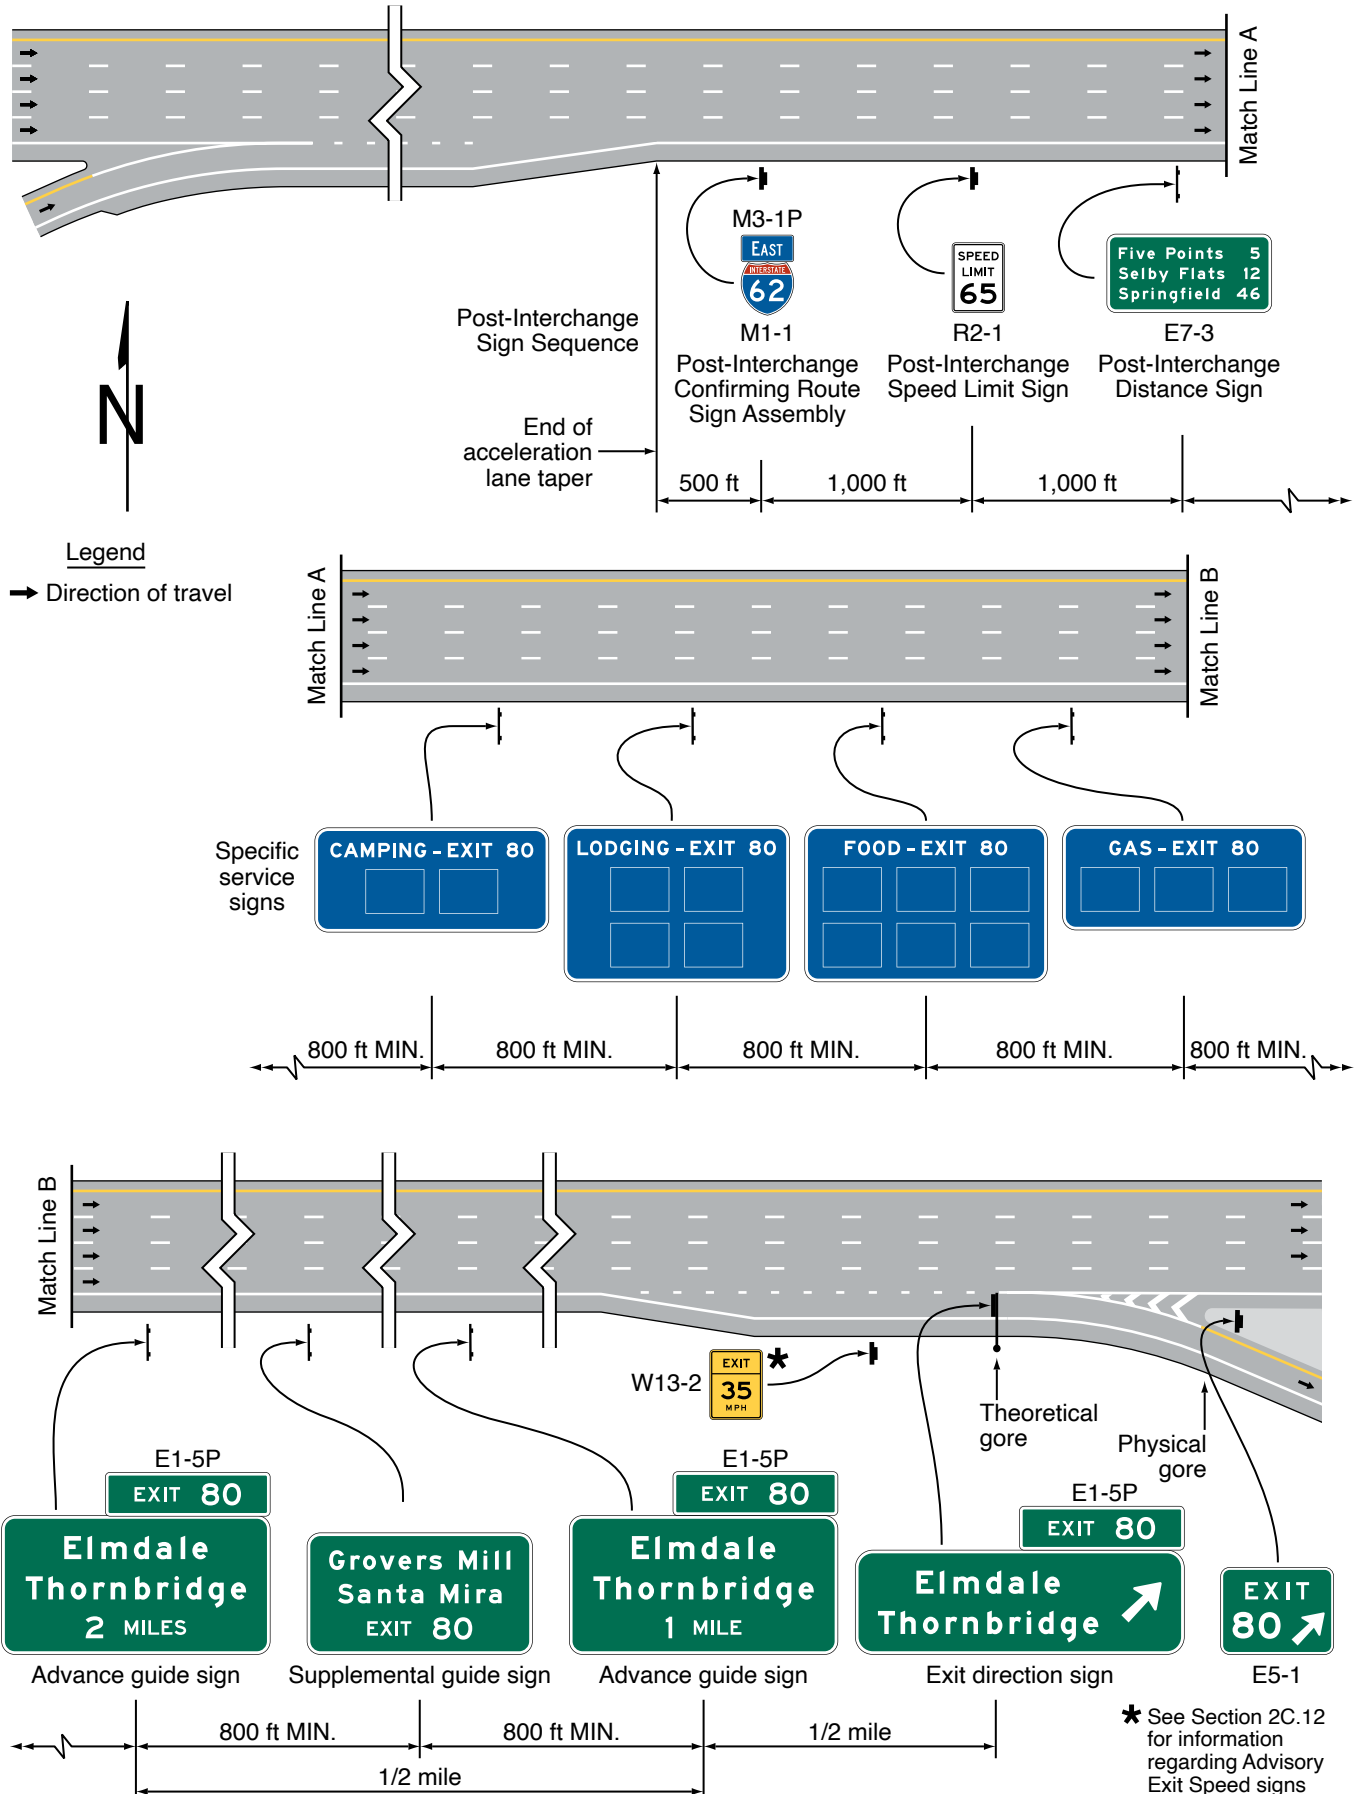 Match Line A
M3-1P
EAST
INTERSTATE
62
M1-1
Post-Interchange
Confirming Route
Sign Assembly
SPEED
LIMIT
65
R2-1
Post-Interchange
Speed Limit Sign
Five Points 5
Selby Flats 12
Springfield 46
E7-3
Post-Interchange
Distance Sign
Post-Interchange
Sign Sequence
End of
acceleration
lane taper
500 ft
1,000 ft
1,000 ft
N
Legend
Direction of travel
Match Line A
Match Line B
Specific
service
signs
CAMPING – EXIT 80
LODGING – EXIT 80
FOOD – EXIT 80
GAS – EXIT 80
800 ft MIN.
800 ft MIN.
800 ft MIN.
800 ft MIN.
800 ft MIN.
Match Line B
W13-2
EXIT
35
MPH
*
Theoretical
gore
Physical
gore
E1-5P
EXIT 80
Elmdale
Thornbridge
2 MILES
Advance guide sign
Grovers Mill
Santa Mira
EXIT 80
Supplemental guide sign
E1-5P
EXIT 80
Elmdale
Thornbridge
1 MILE
Advance guide sign
E1-5P
EXIT 80
Elmdale
Thornbridge
Exit direction sign
EXIT
80
E5-1
800 ft MIN.
800 ft MIN.
1/2 mile
1/2 mile
* See Section 2C.12
for information
regarding Advisory
Exit Speed signs